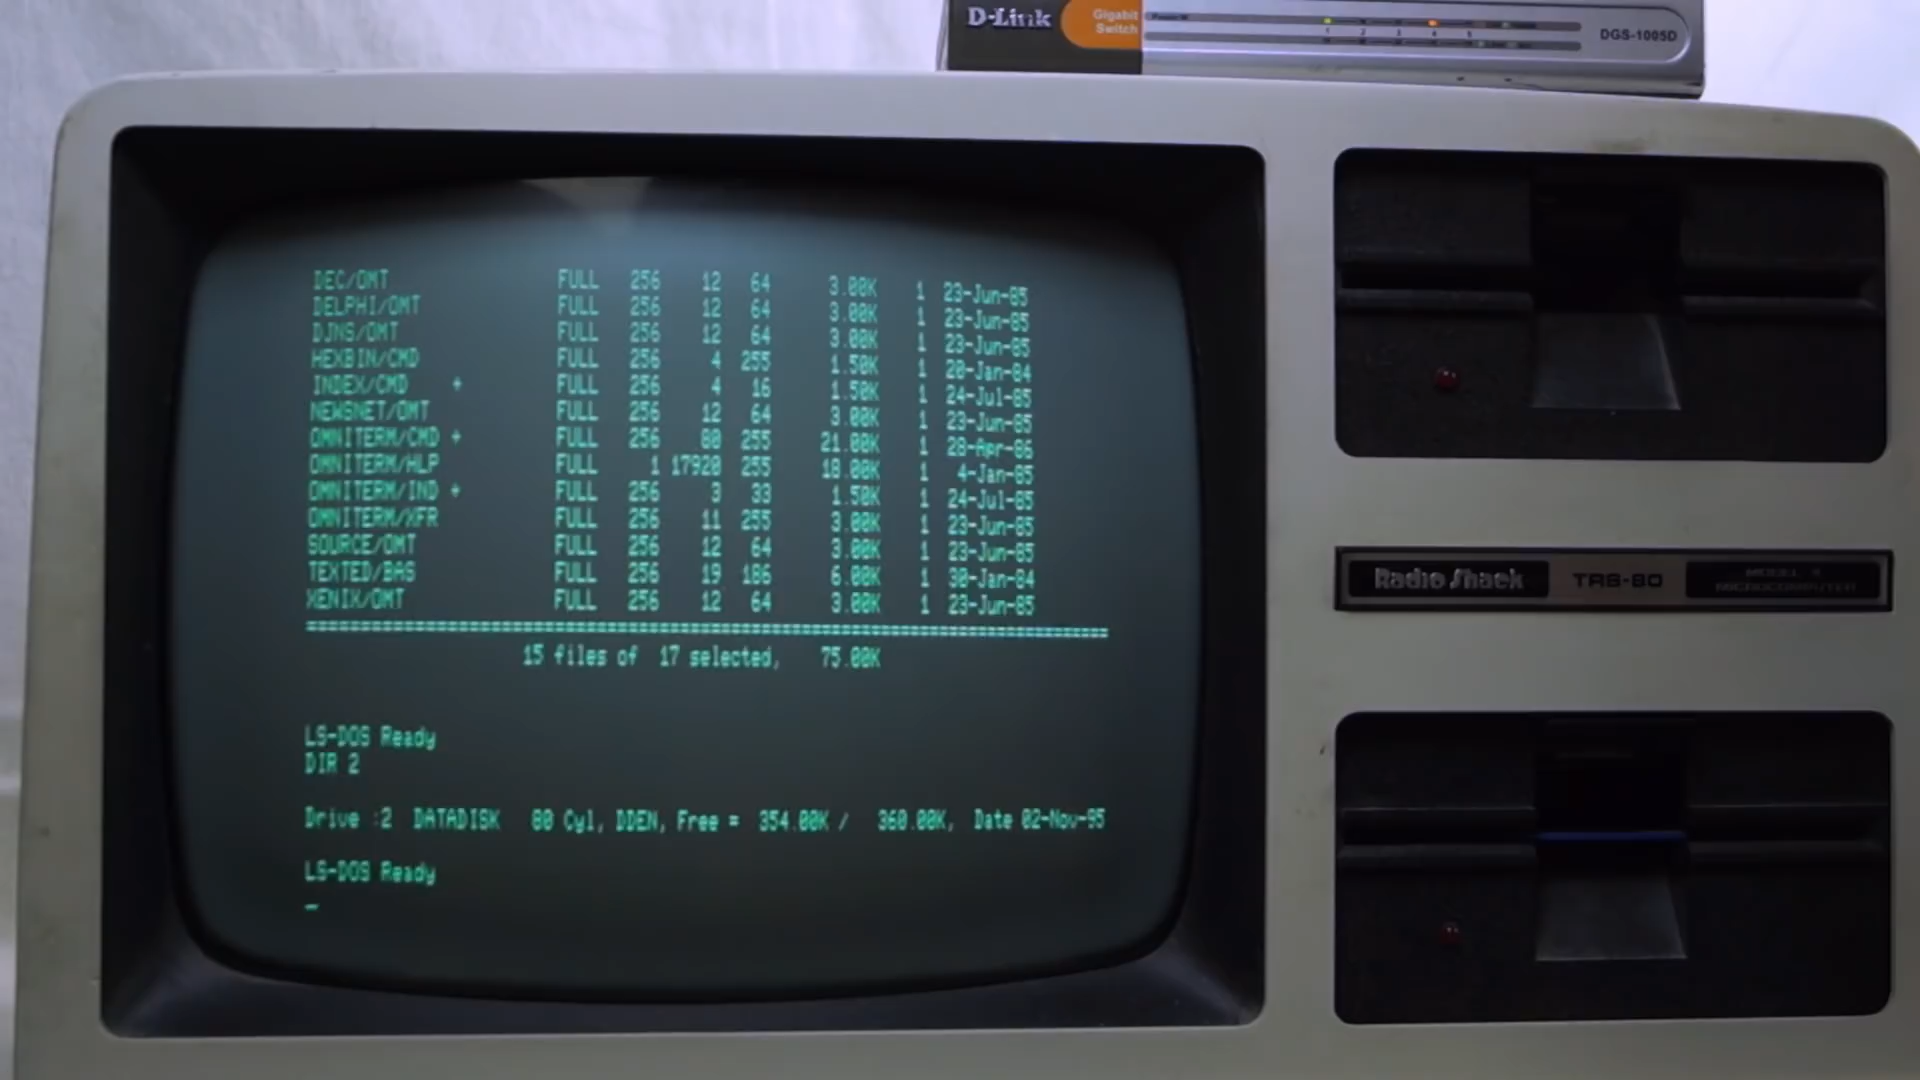 D-Link
Gigabit
Switch
1 2 3 4 5
DGS-1005D
DEC/OMT FULL 256 12 64 3.00K 1 23-Jun-85
DELPHI/OMT FULL 256 12 64 3.00K 1 23-Jun-85
DJNS/OMT FULL 256 12 64 3.00K 1 23-Jun-85
HEXBIN/CMD FULL 256 4 255 1.50K 1 20-Jan-84
INDEX/CMD + FULL 256 4 16 1.50K 1 24-Jul-85
NEWSNET/OMT FULL 256 12 64 3.00K 1 23-Jun-85
OMNITERM/CMD + FULL 256 80 255 21.00K 1 28-Apr-86
OMNITERM/HLP FULL 1 17920 255 18.00K 1 4-Jan-85
OMNITERM/IND + FULL 256 3 33 1.50K 1 24-Jul-85
OMNITERM/XFR FULL 256 11 255 3.00K 1 23-Jun-85
SOURCE/OMT FULL 256 12 64 3.00K 1 23-Jun-85
TEXTED/BAS FULL 256 19 186 6.00K 1 30-Jan-84
XENIX/OMT FULL 256 12 64 3.00K 1 23-Jun-85
15 files of 17 selected, 75.00K
LS-DOS Ready
DIR 2
Drive :2 DATADISK 80 Cyl, DDEN, Free = 354.00K / 360.00K, Date 02-Nov-95
LS-DOS Ready
Radio Shack TRS-80 MODEL 4
MICROCOMPUTER